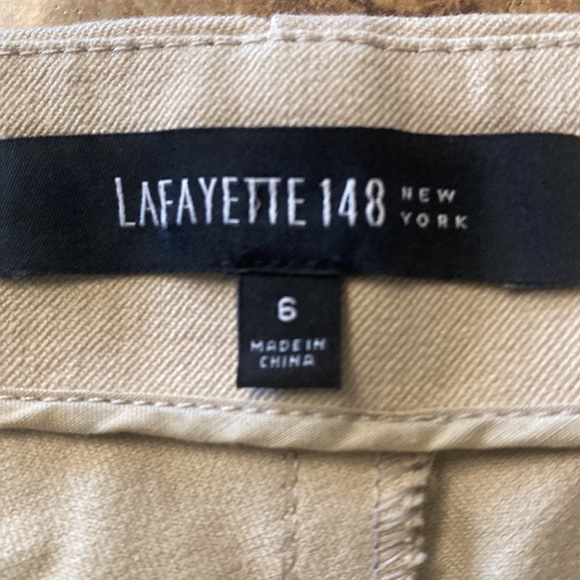 LAFAYETTE 148 NEW YORK
6
MADE IN
CHINA